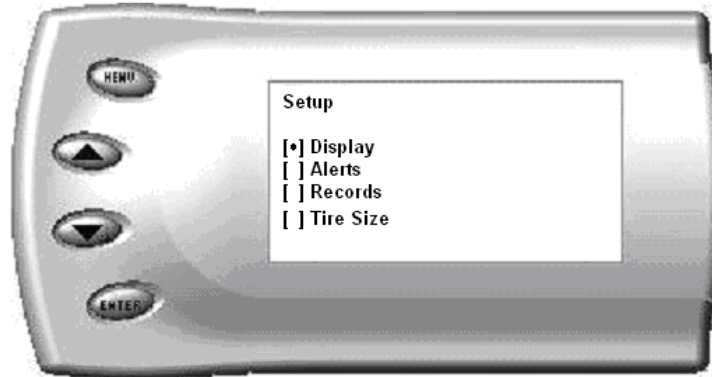 MENU
Setup
[•] Display
[ ] Alerts
[ ] Records
[ ] Tire Size
ENTER